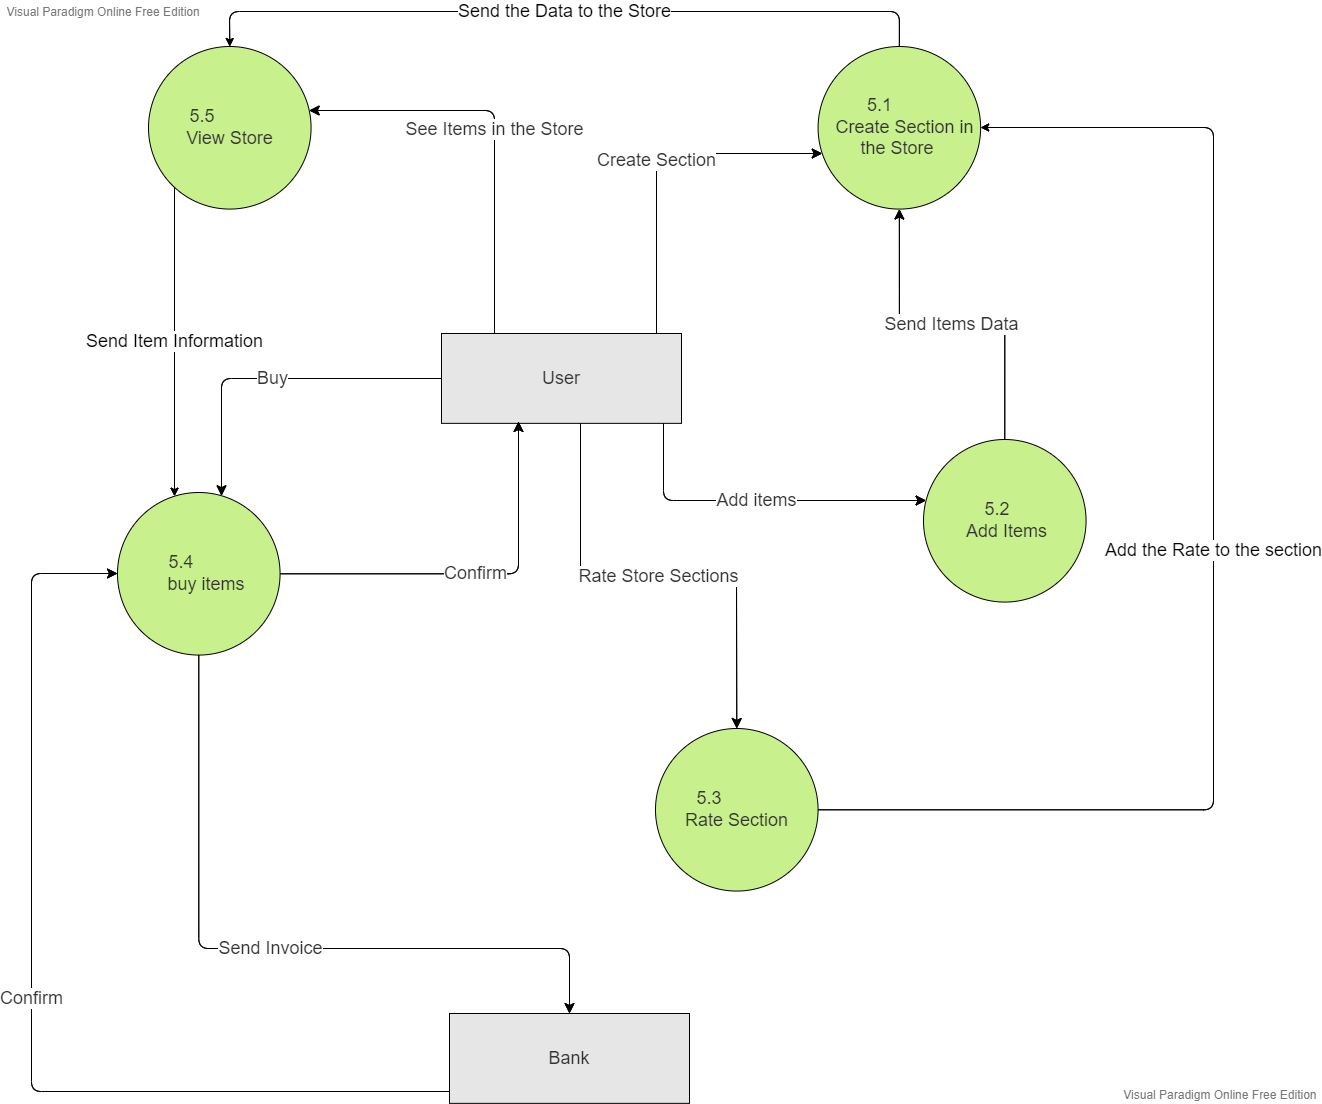 Visual Paradigm Online Free Edition
Send the Data to the Store
5.5
View Store
5.1
Create Section in
the Store
See Items in the Store
Create Section
Send Items Data
Send Item Information
Buy
User
Add items
5.2
Add Items
Add the Rate to the section
5.4
buy items
Confirm
Rate Store Sections
5.3
Rate Section
Send Invoice
Confirm
Bank
Visual Paradigm Online Free Edition